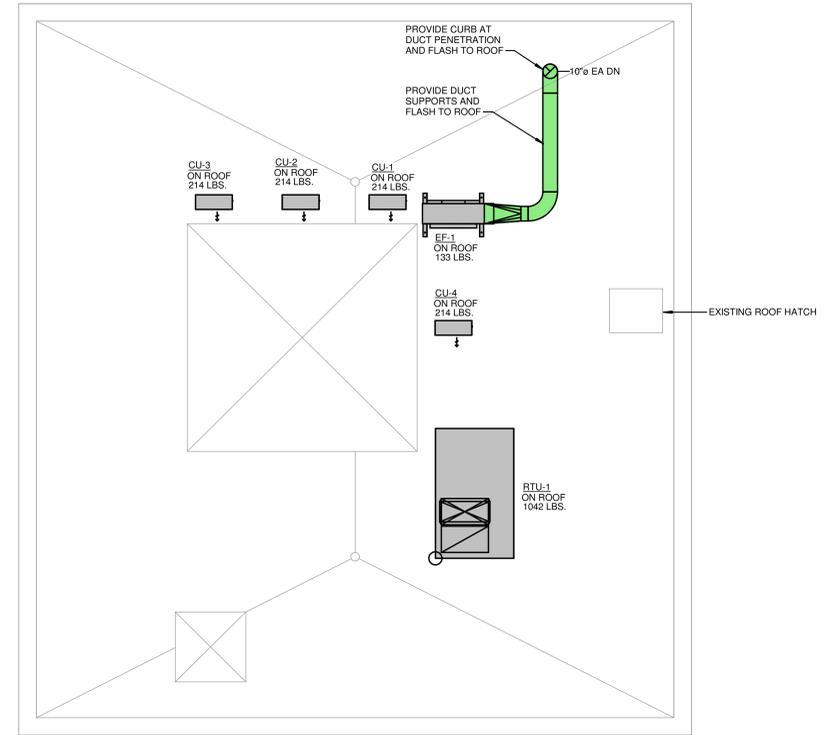 PROVIDE CURB AT
DUCT PENETRATION
AND FLASH TO ROOF
10"ø EA DN
PROVIDE DUCT
SUPPORTS AND
FLASH TO ROOF
CU-3
ON ROOF
214 LBS.
CU-2
ON ROOF
214 LBS.
CU-1
ON ROOF
214 LBS.
EF-1
ON ROOF
133 LBS.
CU-4
ON ROOF
214 LBS.
EXISTING ROOF HATCH
RTU-1
ON ROOF
1042 LBS.